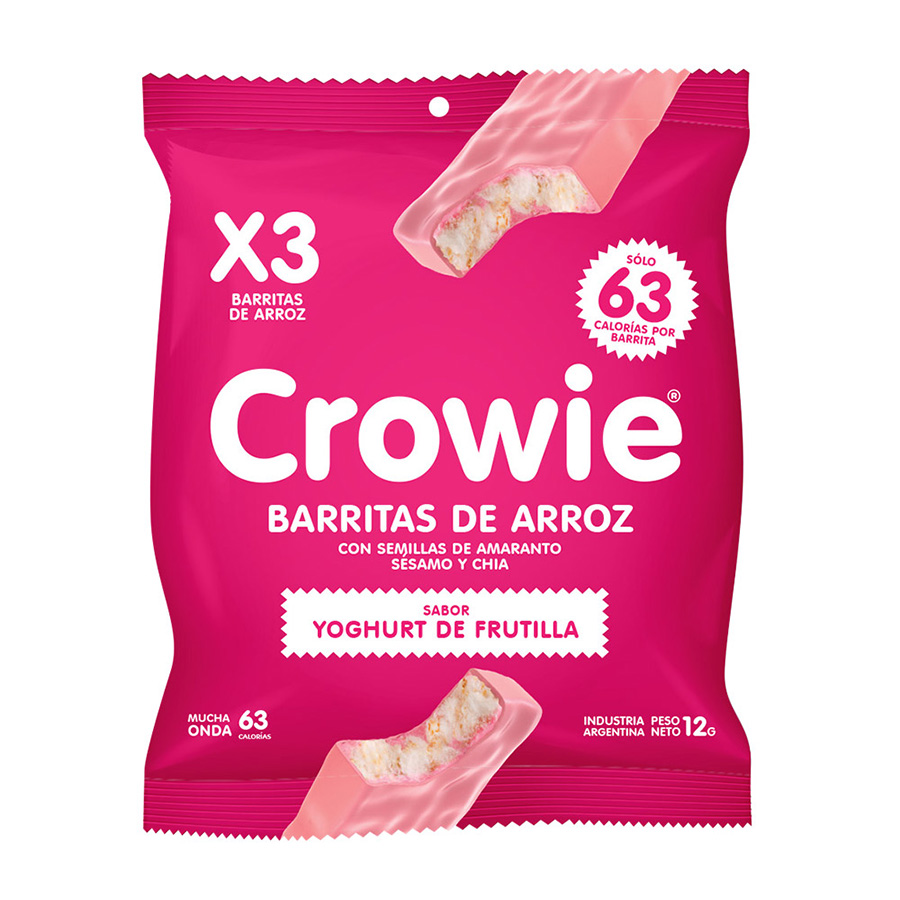 X3
BARRITAS
DE ARROZ
SÓLO
63
CALORÍAS POR
BARRITA
Crowie®
BARRITAS DE ARROZ
CON SEMILLAS DE AMARANTO
SÉSAMO Y CHIA
SABOR
YOGHURT DE FRUTILLA
MUCHA
ONDA
63
CALORÍAS
INDUSTRIA
ARGENTINA
PESO
NETO
12G